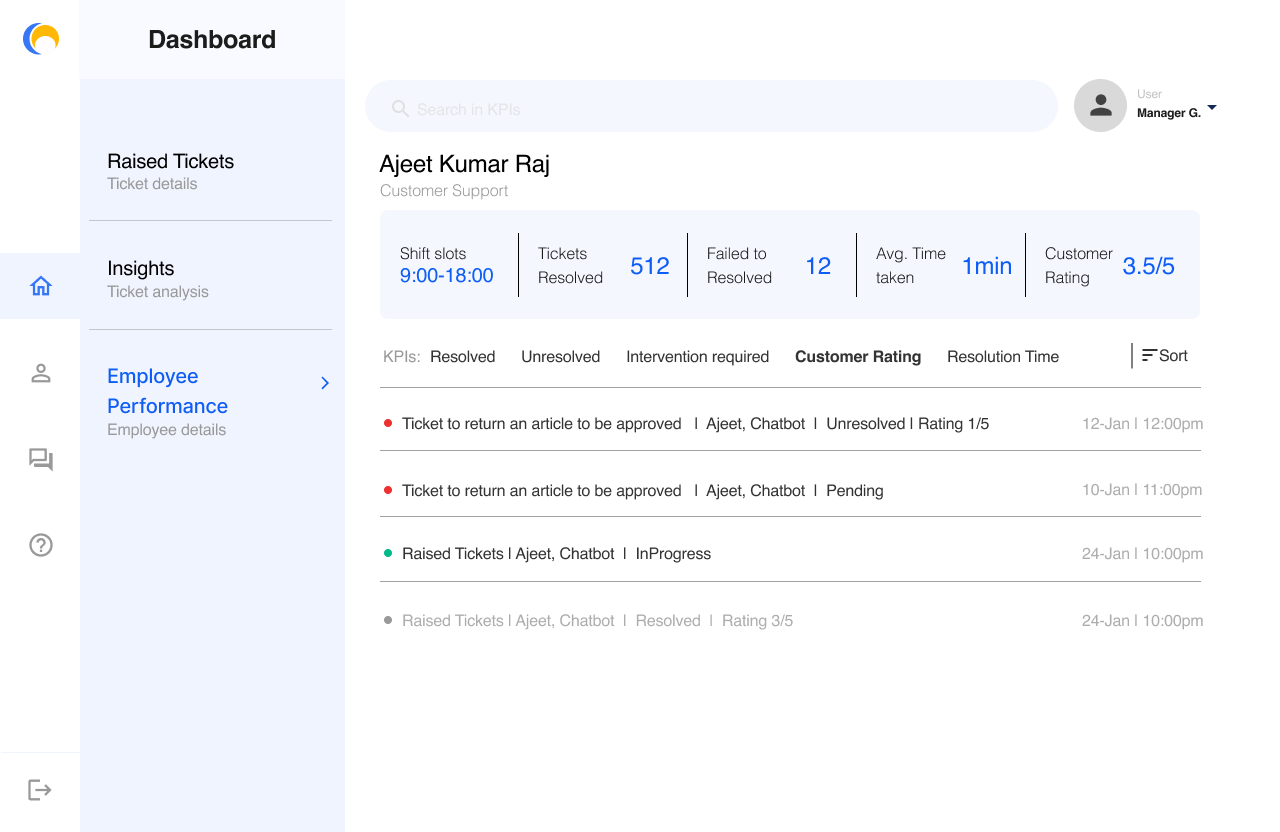 Dashboard
Search in KPIs
User
Manager G.
Raised Tickets
Ticket details
Insights
Ticket analysis
Employee
Performance
Employee details
Ajeet Kumar Raj
Customer Support
Shift slots
9:00-18:00
Tickets
Resolved
512
Failed to
Resolved
12
Avg. Time
taken
1min
Customer
Rating
3.5/5
KPIs: Resolved Unresolved Intervention required Customer Rating Resolution Time Sort
Ticket to return an article to be approved | Ajeet, Chatbot | Unresolved | Rating 1/5 12-Jan | 12:00pm
Ticket to return an article to be approved | Ajeet, Chatbot | Pending 10-Jan | 11:00pm
Raised Tickets | Ajeet, Chatbot | InProgress 24-Jan | 10:00pm
Raised Tickets | Ajeet, Chatbot | Resolved | Rating 3/5 24-Jan | 10:00pm